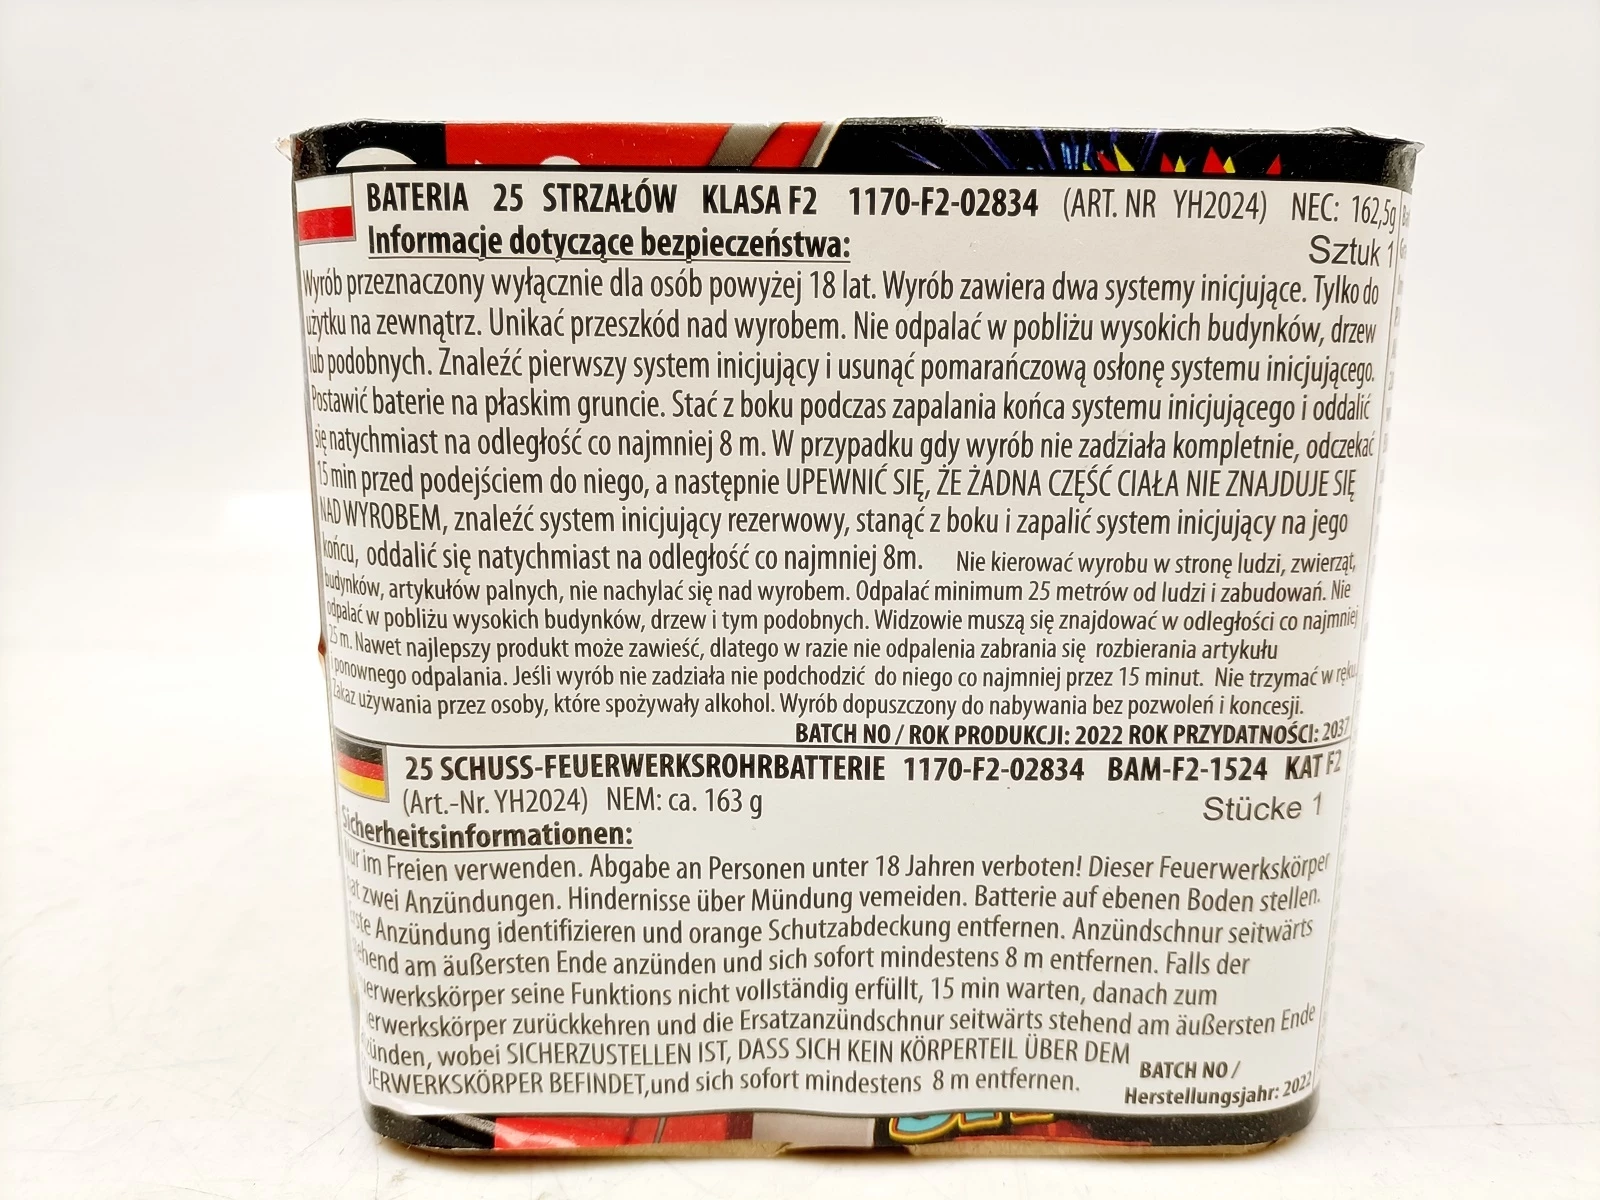 BATERIA 25 STRZAŁÓW KLASA F2 1170-F2-02834 (ART. NR YH2024) NEC: 162,5g
Informacje dotyczące bezpieczeństwa: Sztuk 1
Wyrób przeznaczony wyłącznie dla osób powyżej 18 lat. Wyrób zawiera dwa systemy inicjujące. Tylko do
użytku na zewnątrz. Unikać przeszkód nad wyrobem. Nie odpalać w pobliżu wysokich budynków, drzew
lub podobnych. Znaleźć pierwszy system inicjujący i usunąć pomarańczową osłonę systemu inicjującego.
Postawić baterie na płaskim gruncie. Stać z boku podczas zapalania końca systemu inicjującego i oddalić
się natychmiast na odległość co najmniej 8 m. W przypadku gdy wyrób nie zadziała kompletnie, odczekać
15 min przed podejściem do niego, a następnie UPEWNIĆ SIĘ, ŻE ŻADNA CZĘŚĆ CIAŁA NIE ZNAJDUJE SIĘ
NAD WYROBEM, znaleźć system inicjujący rezerwowy, stanąć z boku i zapalić system inicjujący na jego
końcu, oddalić się natychmiast na odległość co najmniej 8m. Nie kierować wyrobu w stronę ludzi, zwierząt,
budynków, artykułów palnych, nie nachylać się nad wyrobem. Odpalać minimum 25 metrów od ludzi i zabudowań. Nie
odpalać w pobliżu wysokich budynków, drzew i tym podobnych. Widzowie muszą się znajdować w odległości co najmniej
25 m. Nawet najlepszy produkt może zawieść, dlatego w razie nie odpalenia zabrania się rozbierania artykułu
i ponownego odpalania. Jeśli wyrób nie zadziała nie podchodzić do niego co najmniej przez 15 minut. Nie trzymać w ręku.
Zakaz używania przez osoby, które spożywały alkohol. Wyrób dopuszczony do nabywania bez pozwoleń i koncesji.
BATCH NO / ROK PRODUKCJI: 2022 ROK PRZYDATNOŚCI: 2037
25 SCHUSS-FEUERWERKSROHRBATTERIE 1170-F2-02834 BAM-F2-1524 KAT F2
(Art.-Nr. YH2024) NEM: ca. 163 g Stücke 1
Sicherheitsinformationen:
Nur im Freien verwenden. Abgabe an Personen unter 18 Jahren verboten! Dieser Feuerwerkskörper
hat zwei Anzündungen. Hindernisse über Mündung vemeiden. Batterie auf ebenen Boden stellen.
Erste Anzündung identifizieren und orange Schutzabdeckung entfernen. Anzündschnur seitwärts
stehend am äußersten Ende anzünden und sich sofort mindestens 8 m entfernen. Falls der
erwerkskörper seine Funktions nicht vollständig erfüllt, 15 min warten, danach zum
erwerkskörper zurückkehren und die Ersatzanzündschnur seitwärts stehend am äußersten Ende
zünden, wobei SICHERZUSTELLEN IST, DASS SICH KEIN KÖRPERTEIL ÜBER DEM
UERWERKSKÖRPER BEFINDET,und sich sofort mindestens 8 m entfernen.
BATCH NO /
Herstellungsjahr: 2022